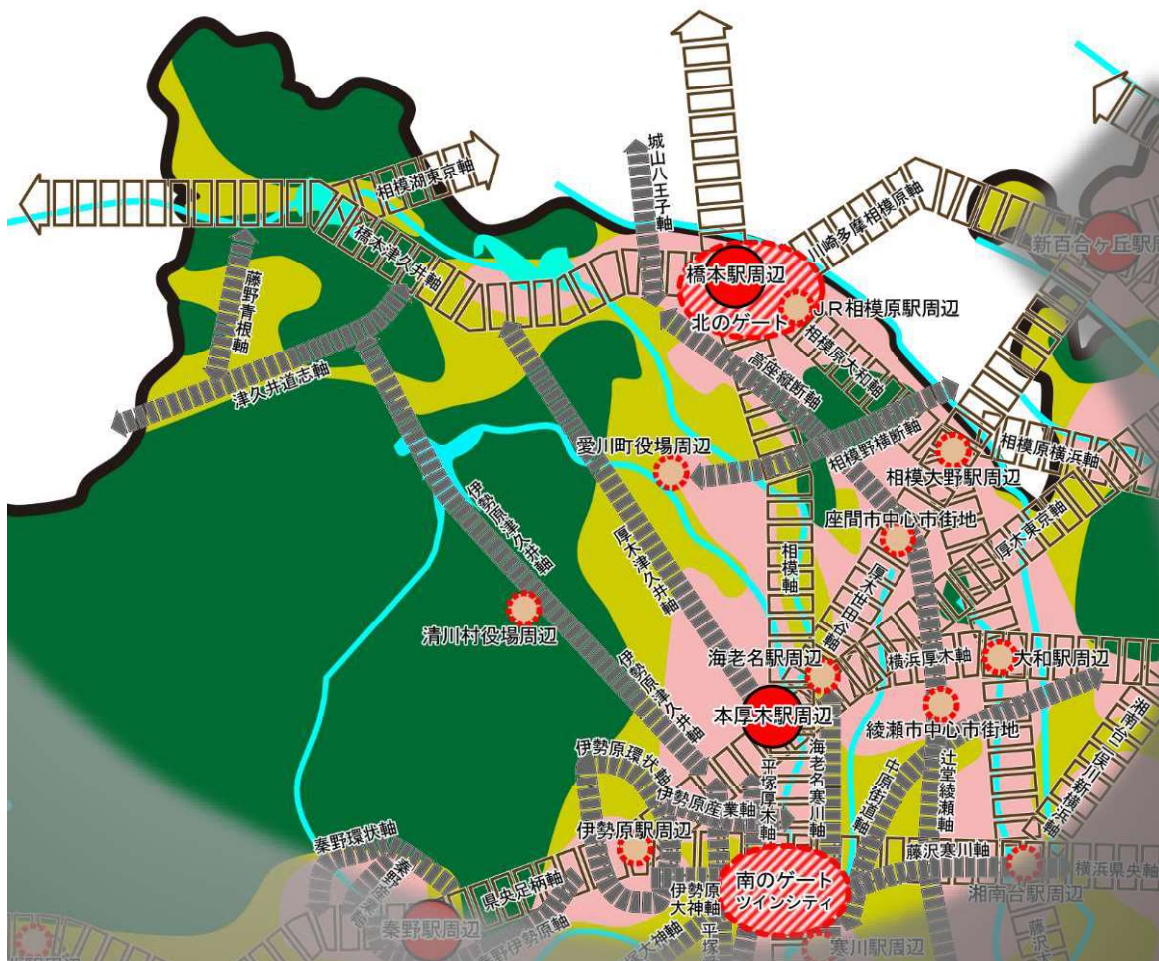 城山八王子軸
相模湖東京軸
川崎多摩相模原軸
新百合ヶ丘駅周
橋本津久井軸
橋本駅周辺
藤野青根軸
J.R相模原駅周辺
北のゲート
相模原大和軸
高座縦断軸
津久井道志軸
相模野横断軸
相模原横浜軸
愛川町役場周辺
相模大野駅周辺
伊勢原津久井軸
座間市中心市街地
厚木東京軸
厚木津久井軸
相模軸
厚木世田谷軸
清川村役場周辺
海老名駅周辺
横浜厚木軸
大和駅周辺
伊勢原津久井軸
本厚木駅周辺
綾瀬市中心市街地
湘南台二俣川新横浜軸
伊勢原環状軸
平塚厚木軸
海老名寒川軸
中原街道軸
辻堂綾瀬軸
伊勢原産業軸
秦野環状軸
伊勢原駅周辺
藤沢寒川軸
横浜県央軸
県央足柄軸
伊勢原
大神軸
南のゲート
ツインシティ
湘南台駅周辺
秦野駅周辺
秦野伊勢原軸
大神軸
平塚
寒川駅周辺
藤沢